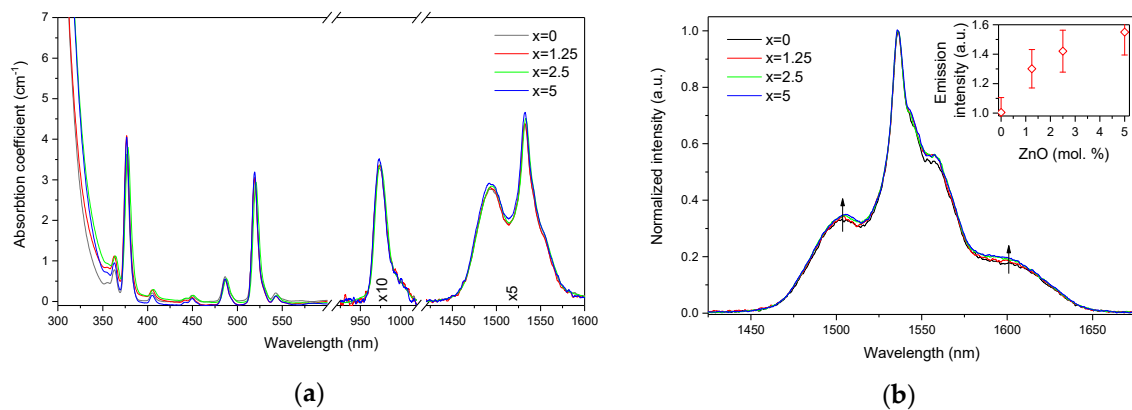 7
6
5
4
3
2
1
0
Absorbtion coefficient (cm⁻¹)
x=0
x=1.25
x=2.5
x=5
x10
x5
300 350 400 450 500 550 950 1000 1450 1500 1550 1600
Wavelength (nm)
(a)
1.0
0.8
0.6
0.4
0.2
0.0
Normalized intensity (a.u.)
x=0
x=1.25
x=2.5
x=5
1.6
1.4
1.2
1.0
Emission
intensity (a.u.)
0 1 2 3 4 5
ZnO (mol. %)
1450 1500 1550 1600 1650
Wavelength (nm)
(b)